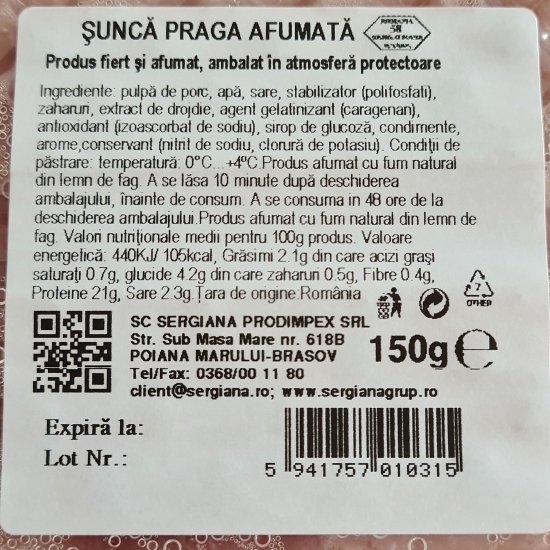 ŞUNCĂ PRAGA AFUMATĂ
ROMANIA
58
Produs fiert şi afumat, ambalat în atmosferă protectoare
Ingrediente: pulpă de porc, apă, sare, stabilizator (polifosfati),
zaharuri, extract de drojdie, agent gelatinizant (caragenan),
antioxidant (izoascorbat de sodiu), sirop de glucoză, condimente,
arome,conservant (nitrit de sodiu, clorură de potasiu). Condiţii de
păstrare: temperatură: 0°C...+4ºC.Produs afumat cu fum natural
din lemn de fag. A se lăsa 10 minute după deschiderea
ambalajului, înainte de consum. A se consuma in 48 ore de la
deschiderea ambalajului.Produs afumat cu fum natural din lemn de
fag. Valori nutriţionale medii pentru 100g produs. Valoare
energetică: 440KJ/ 105kcal, Grăsimi 2.1g din care acizi graşi
saturaţi 0.7g, glucide 4.2g din care zaharuri 0.5g, Fibre 0.4g,
Proteine 21g, Sare 2.3g.Ţara de origine:România
7
OTHER
SC SERGIANA PRODIMPEX SRL
Str. Sub Masa Mare nr. 618B
POIANA MARULUI-BRASOV
Tel/Fax: 0368/00 11 80
client@sergiana.ro; www.sergianagrup.ro
150g e
Expiră la:
Lot Nr.:
5 941757 010315